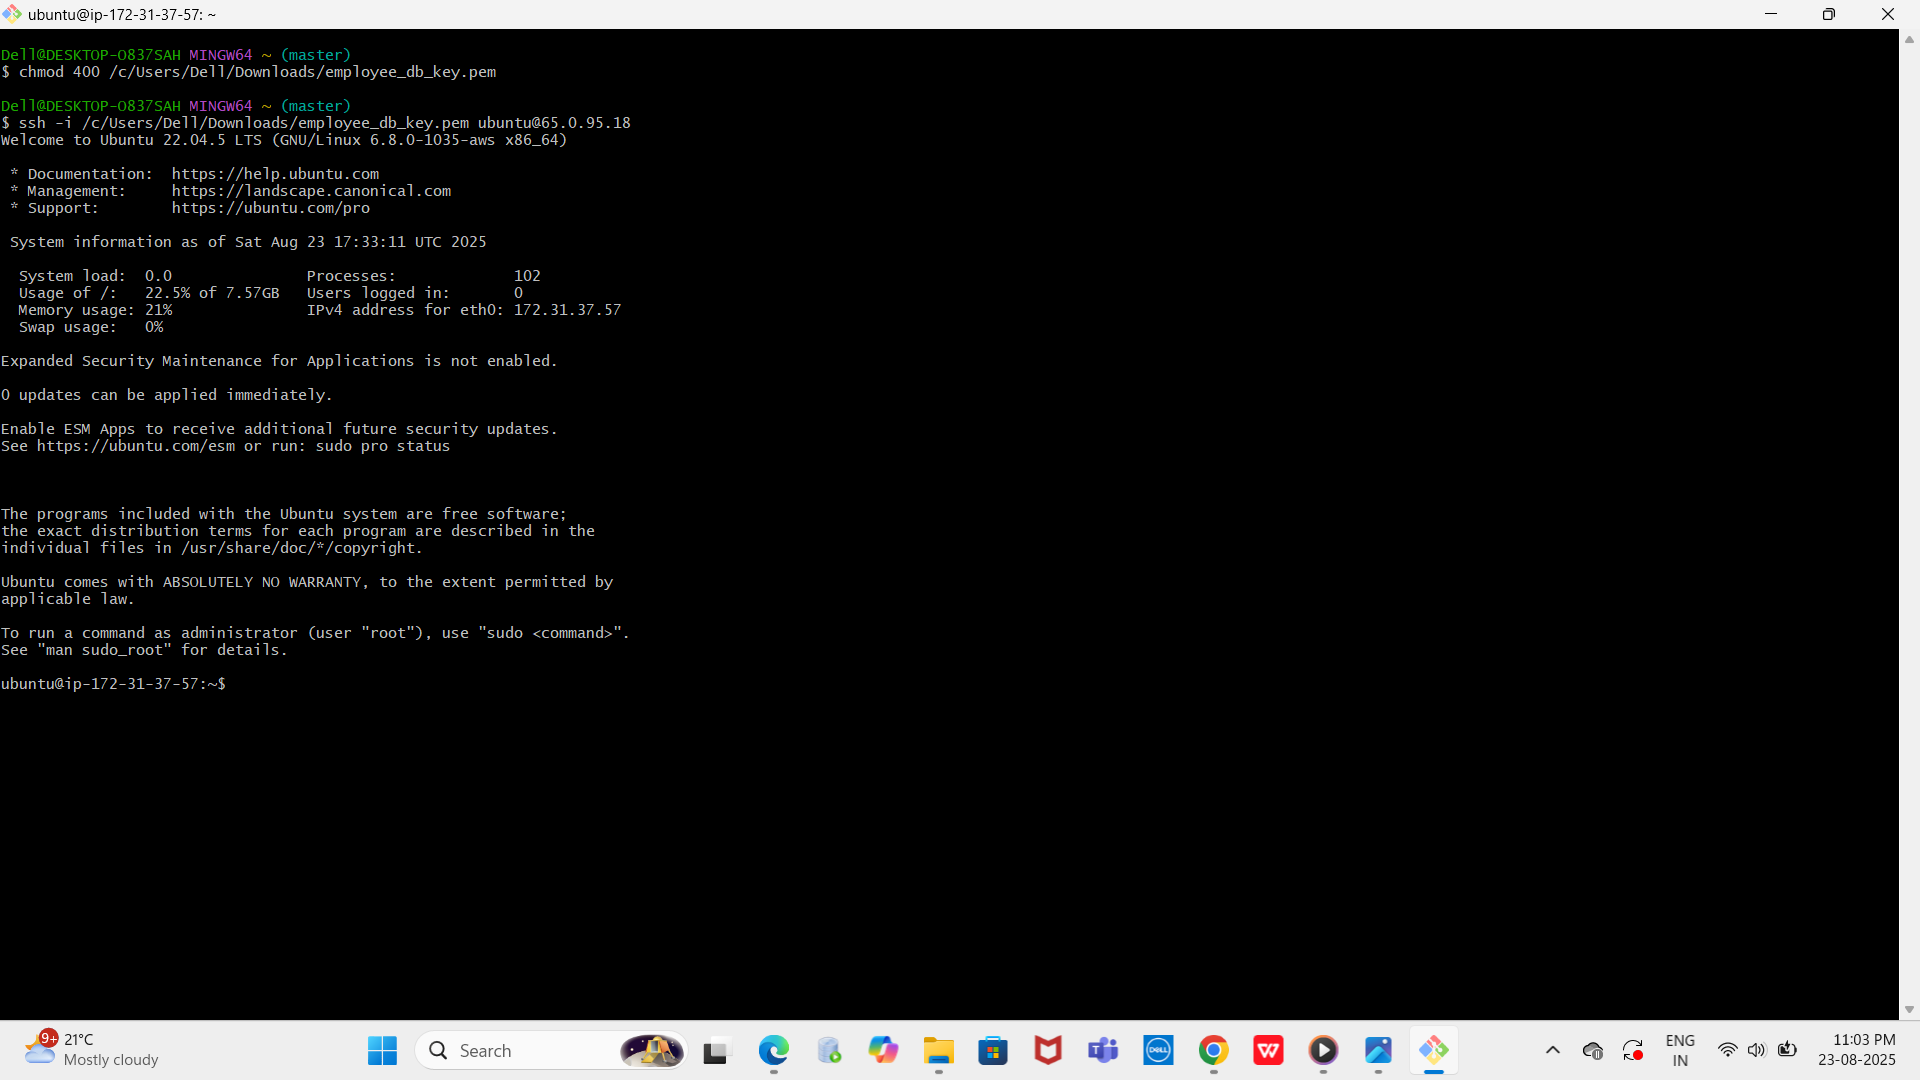 ubuntu@ip-172-31-37-57: ~
Dell@DESKTOP-O837SAH MINGW64 ~ (master)
$ chmod 400 /c/Users/Dell/Downloads/employee_db_key.pem
Dell@DESKTOP-O837SAH MINGW64 ~ (master)
$ ssh -i /c/Users/Dell/Downloads/employee_db_key.pem ubuntu@65.0.95.18
Welcome to Ubuntu 22.04.5 LTS (GNU/Linux 6.8.0-1035-aws x86_64)
* Documentation:  https://help.ubuntu.com
* Management:     https://landscape.canonical.com
* Support:        https://ubuntu.com/pro
System information as of Sat Aug 23 17:33:11 UTC 2025
System load:  0.0               Processes:             102
Usage of /:   22.5% of 7.57GB   Users logged in:       0
Memory usage: 21%               IPv4 address for eth0: 172.31.37.57
Swap usage:   0%
Expanded Security Maintenance for Applications is not enabled.
0 updates can be applied immediately.
Enable ESM Apps to receive additional future security updates.
See https://ubuntu.com/esm or run: sudo pro status
The programs included with the Ubuntu system are free software;
the exact distribution terms for each program are described in the
individual files in /usr/share/doc/*/copyright.
Ubuntu comes with ABSOLUTELY NO WARRANTY, to the extent permitted by
applicable law.
To run a command as administrator (user "root"), use "sudo <command>".
See "man sudo_root" for details.
ubuntu@ip-172-31-37-57:~$
9+
21°C
Mostly cloudy
Search
DELL
W
ENG
IN
11:03 PM
23-08-2025